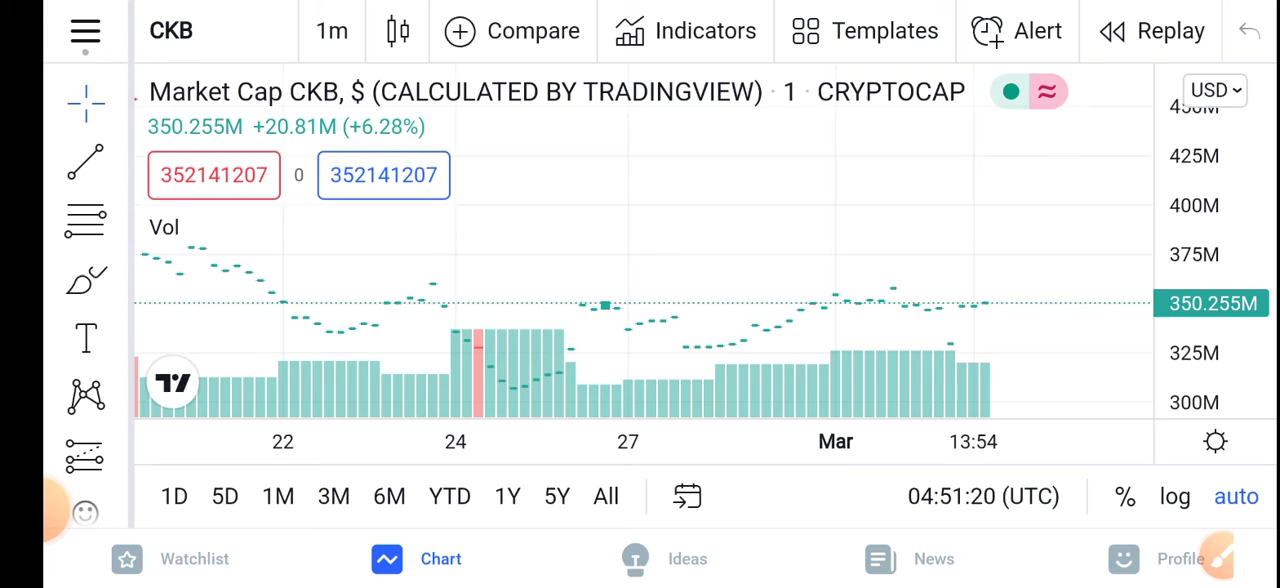 CKB 1m Compare Indicators Templates Alert Replay
Market Cap CKB, $ (CALCULATED BY TRADINGVIEW) · 1 · CRYPTOCAP
USD
450M
350.255M +20.81M (+6.28%)
425M
352141207 0 352141207
400M
Vol
375M
350.255M
325M
300M
22 24 27 Mar 13:54
1D 5D 1M 3M 6M YTD 1Y 5Y All 04:51:20 (UTC) % log auto
Watchlist Chart Ideas News Profile